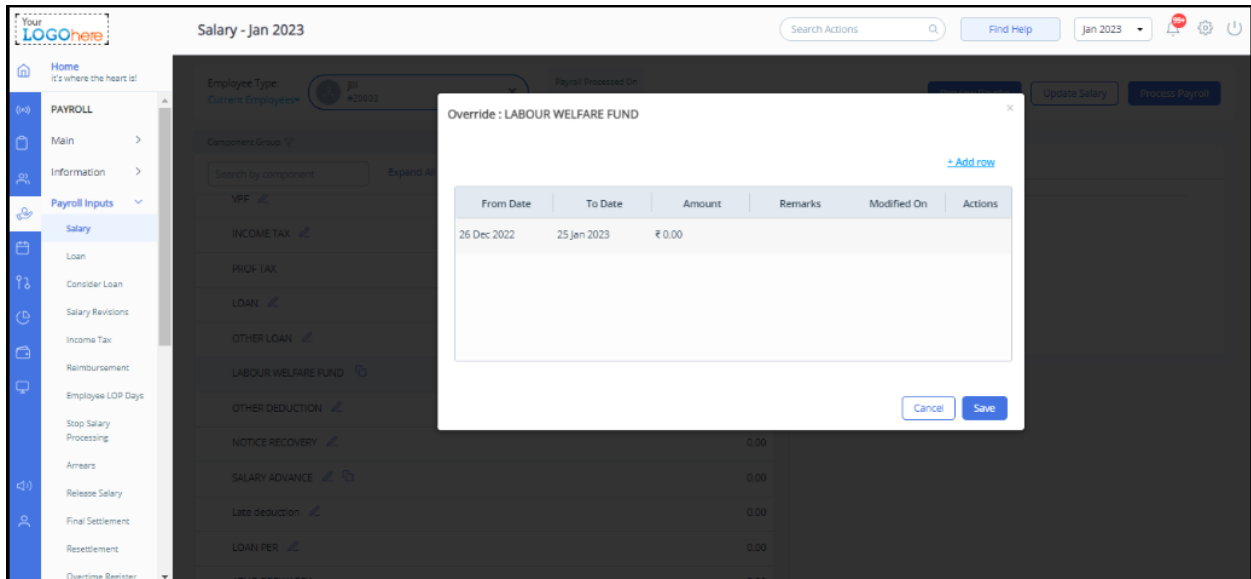 Your
LOGOhere
Salary - Jan 2023
Search Actions
Find Help
Jan 2023
99+
Home
it's where the heart is!
PAYROLL
Main
Information
Payroll Inputs
Salary
Loan
Consider Loan
Salary Revisions
Income Tax
Reimbursement
Employee LOP Days
Stop Salary
Processing
Arrears
Release Salary
Final Settlement
Resettlement
Overtime Register
Employee Type:
Current Employees
Payroll Processed On
Update Salary
Process Payroll
Component Group
Search by component
Expand All
VPF
INCOME TAX
PROF TAX
LOAN
OTHER LOAN
LABOUR WELFARE FUND
OTHER DEDUCTION
NOTICE RECOVERY 0.00
SALARY ADVANCE 0.00
Late deduction 0.00
LOAN PER 0.00
Override : LABOUR WELFARE FUND
×
+ Add row
From Date To Date Amount Remarks Modified On Actions
26 Dec 2022 25 Jan 2023 ₹ 0.00
Cancel Save